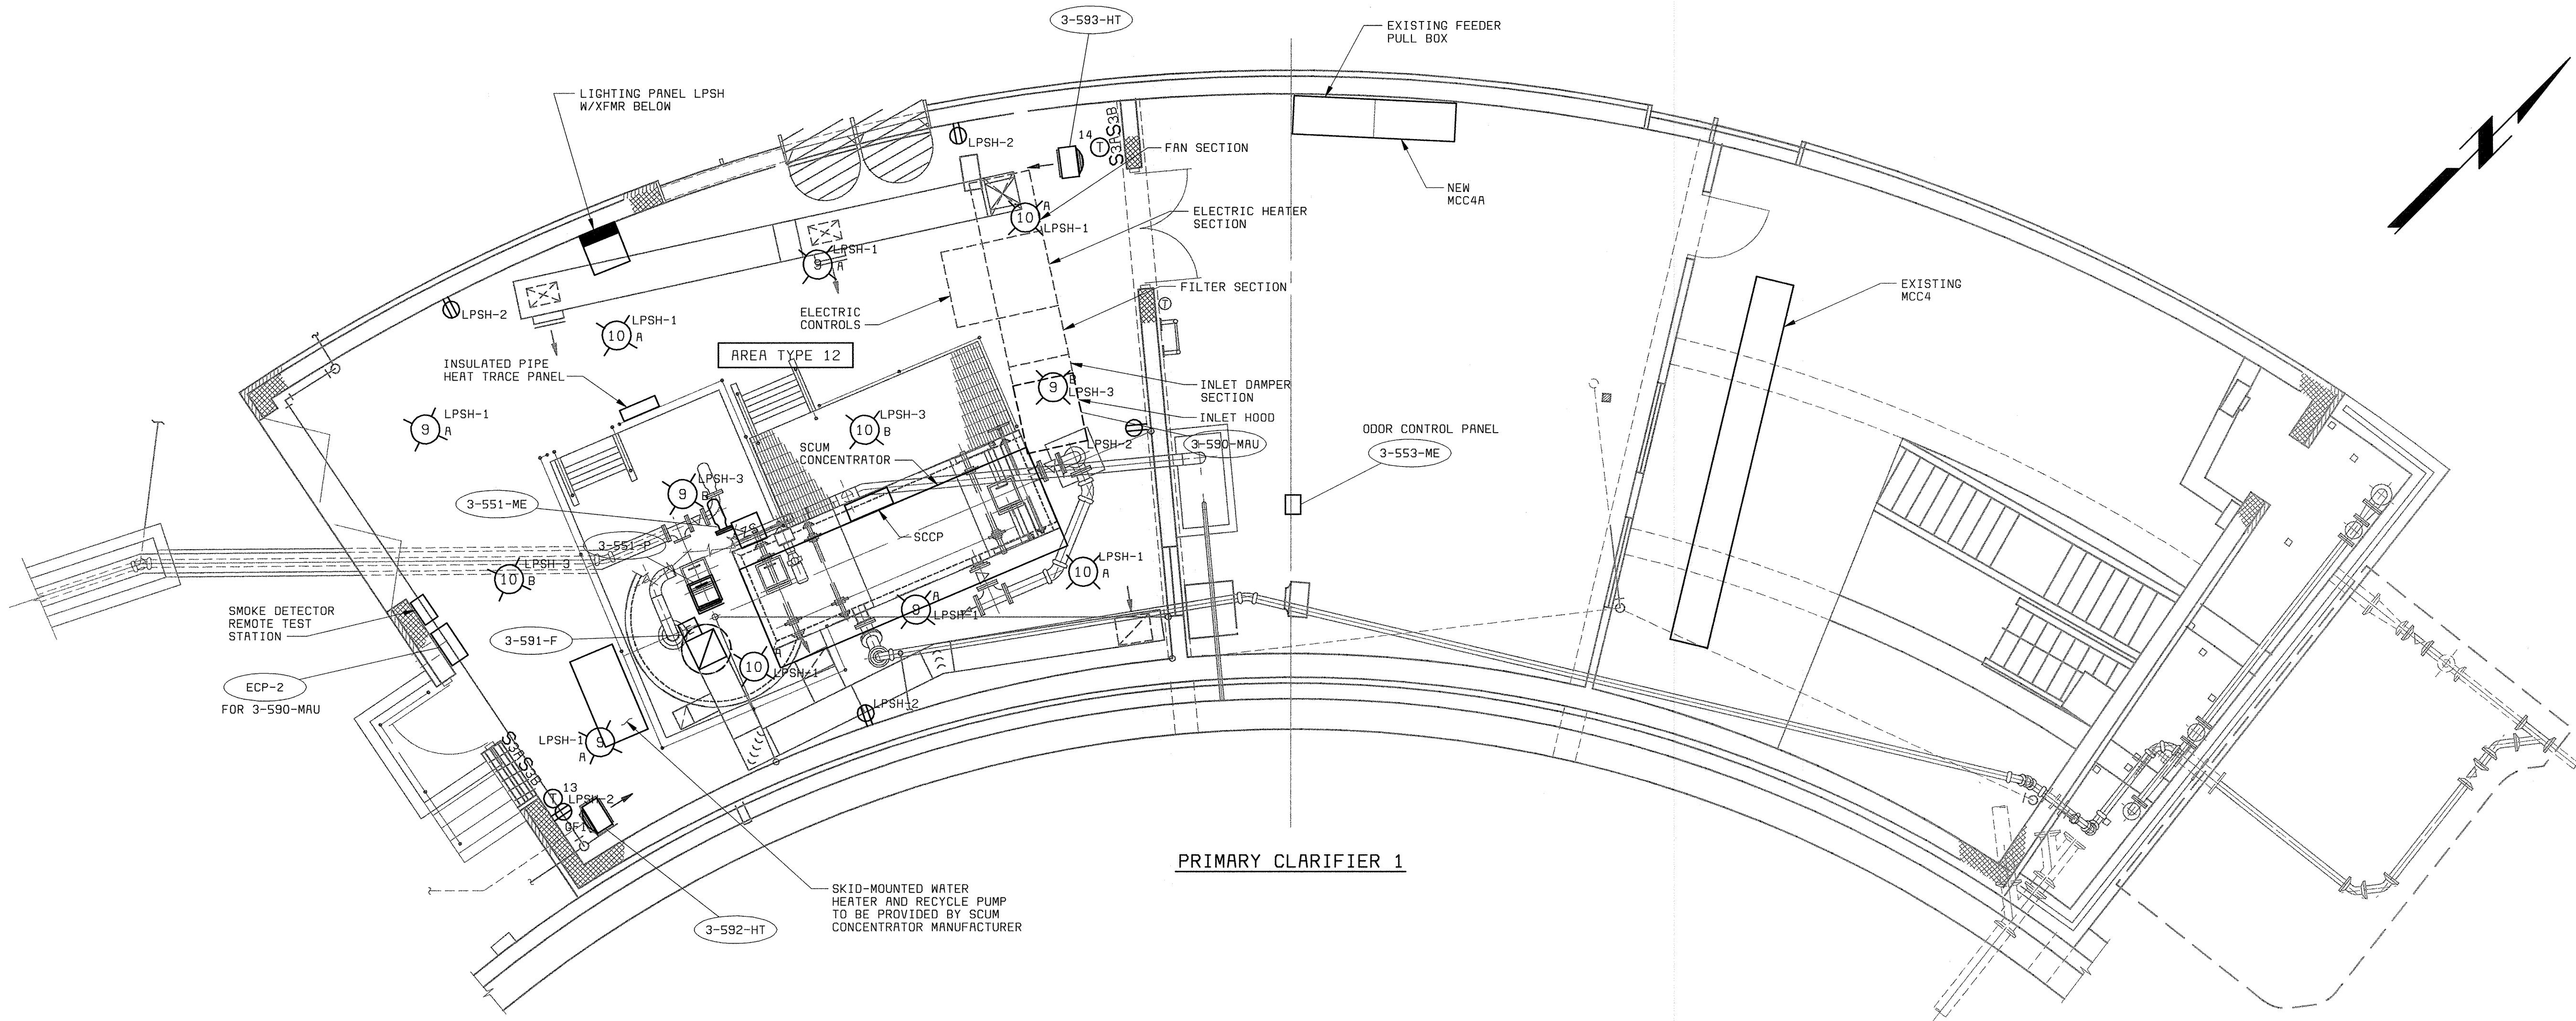 3-593-HT
EXISTING FEEDER
PULL BOX
LIGHTING PANEL LPSH
W/XFMR BELOW
LPSH-2
14
T
S3A S3B
FAN SECTION
NEW
MCC4A
10
A
LPSH-1
ELECTRIC HEATER
SECTION
9
A
LPSH-1
FILTER SECTION
EXISTING
MCC4
LPSH-2
ELECTRIC
CONTROLS
T
10
A
LPSH-1
AREA TYPE 12
INSULATED PIPE
HEAT TRACE PANEL
INLET DAMPER
SECTION
9
B
LPSH-3
INLET HOOD
9
A
LPSH-1
10
B
LPSH-3
ODOR CONTROL PANEL
3-553-ME
LPSH-2
3-590-MAU
SCUM
CONCENTRATOR
9
B
LPSH-3
3-551-ME
SCCP
3-551-P
10
B
LPSH-3
10
A
LPSH-1
SMOKE DETECTOR
REMOTE TEST
STATION
9
A
LPSH-1
3-591-F
10
A
LPSH-1
ECP-2
FOR 3-590-MAU
LPSH-2
LPSH-1
9
A
S3A S3B
13
T
LPSH-2
PRIMARY CLARIFIER 1
SKID-MOUNTED WATER
HEATER AND RECYCLE PUMP
TO BE PROVIDED BY SCUM
CONCENTRATOR MANUFACTURER
3-592-HT